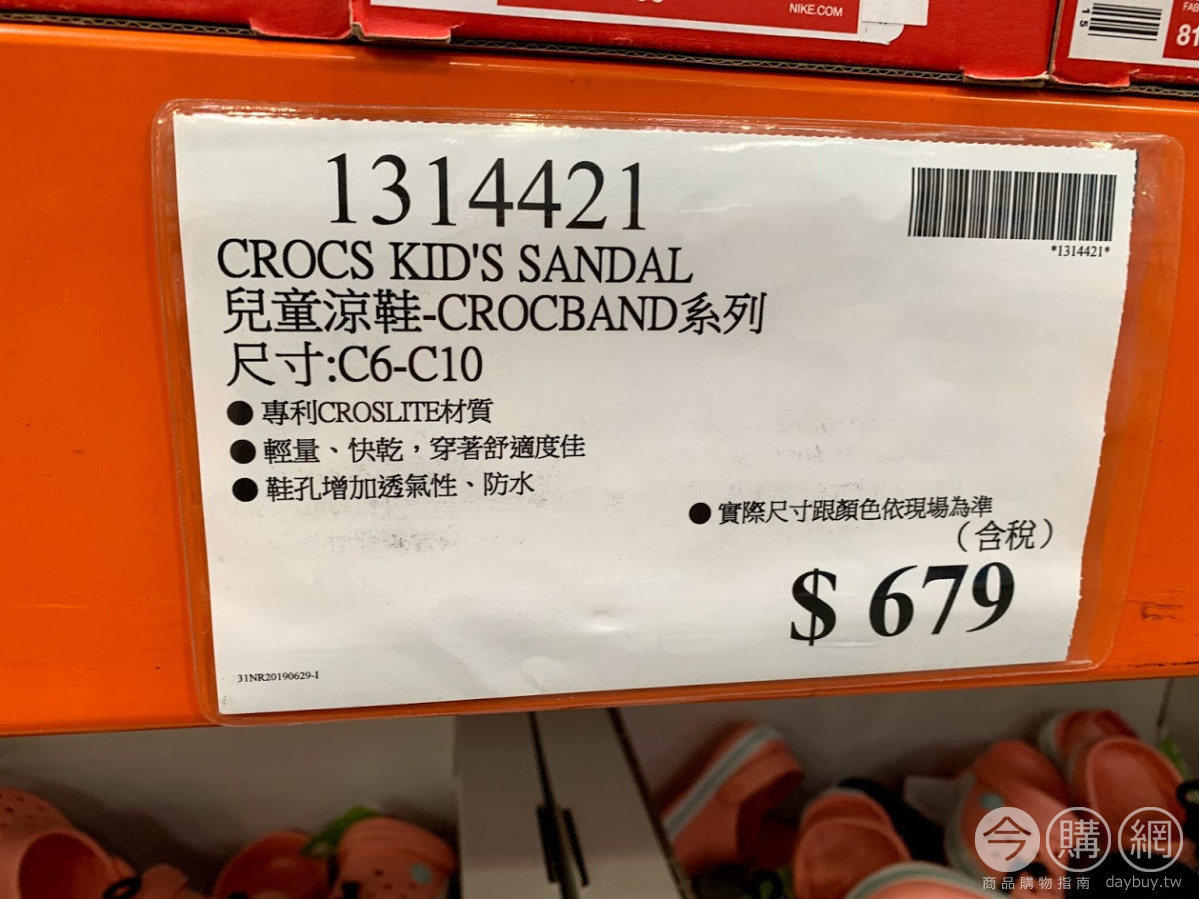 NIKE.COM
15
81
1314421
*1314421*
CROCS KID'S SANDAL
兒童涼鞋-CROCBAND系列
尺寸:C6-C10
● 專利CROSLITE材質
● 輕量、快乾，穿著舒適度佳
● 鞋孔增加透氣性、防水
● 實際尺寸跟顏色依現場為準
（含稅）
$ 679
31NR20190629-I
今購網
商品購物指南 daybuy.tw